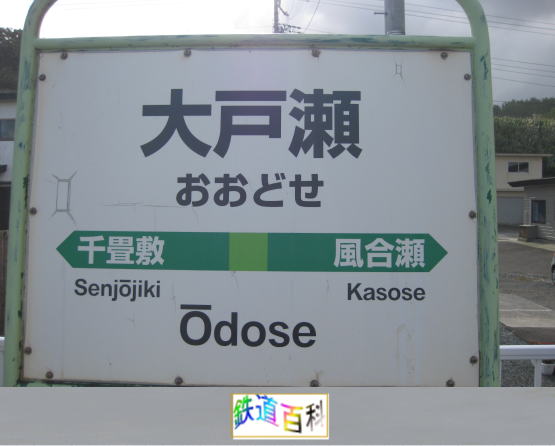 大戸瀬
おおどせ
千畳敷 風合瀬
Senjōjiki Kasose
Ōdose
鉄道百科